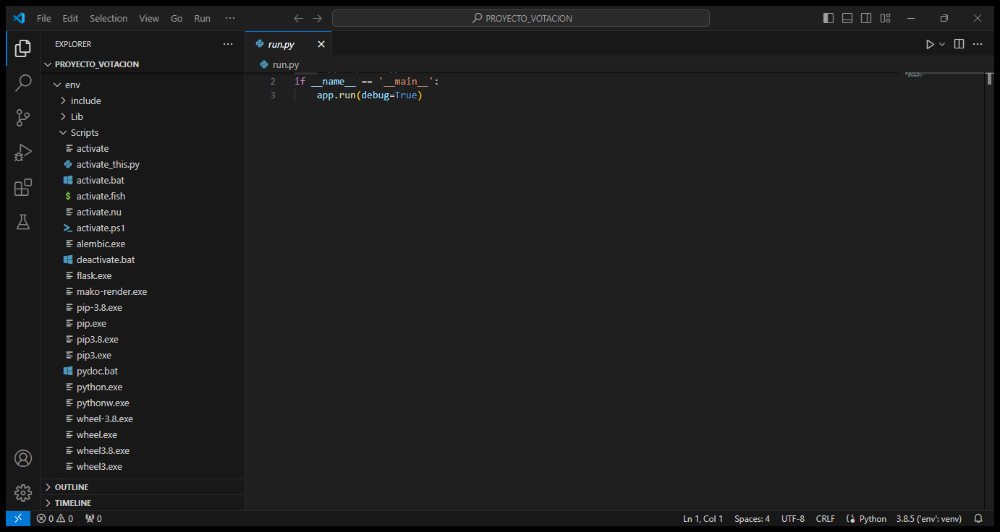 File Edit Selection View Go Run ···
PROYECTO_VOTACION
EXPLORER
PROYECTO_VOTACION
env
include
Lib
Scripts
activate
activate_this.py
activate.bat
activate.fish
activate.nu
activate.ps1
alembic.exe
deactivate.bat
flask.exe
mako-render.exe
pip-3.8.exe
pip.exe
pip3.8.exe
pip3.exe
pydoc.bat
python.exe
pythonw.exe
wheel-3.8.exe
wheel.exe
wheel3.8.exe
wheel3.exe
OUTLINE
TIMELINE
run.py
run.py
2 if __name__ == '__main__':
3 app.run(debug=True)
0 0 0
Ln 1, Col 1 Spaces: 4 UTF-8 CRLF Python 3.8.5 ('env': venv)